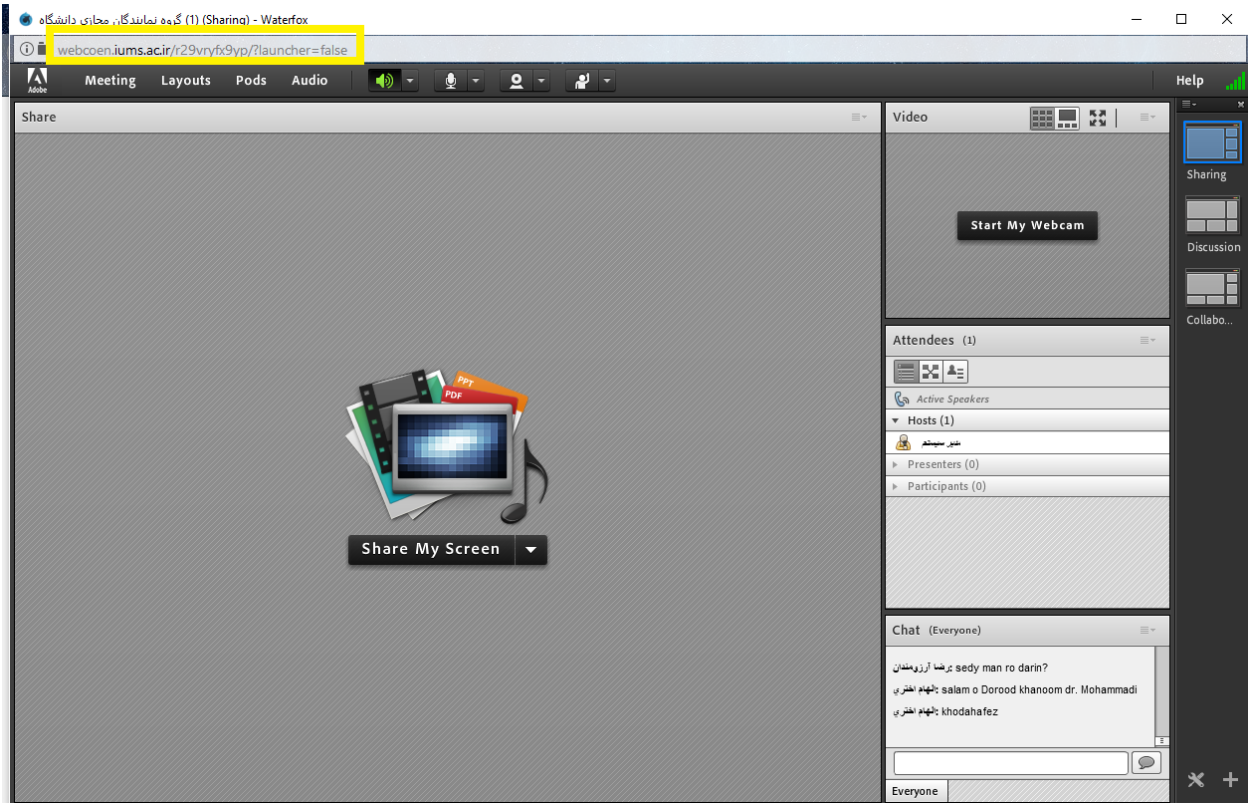 گروه نمایندگان مجازی دانشگاه (1) (Sharing) - Waterfox
webcoen.iums.ac.ir/r29vryfx9yp/?launcher=false
Adobe
Meeting Layouts Pods Audio Help
Share
PPT
PDF
Share My Screen
Video
Start My Webcam
Attendees (1)
Active Speakers
Hosts (1)
مدیر سیستم
Presenters (0)
Participants (0)
Chat (Everyone)
رضا آرزومندان: sedy man ro darin?
الهام اختري: salam o Dorood khanoom dr. Mohammadi
الهام اختري: khodahafez
Everyone
Sharing
Discussion
Collabo...